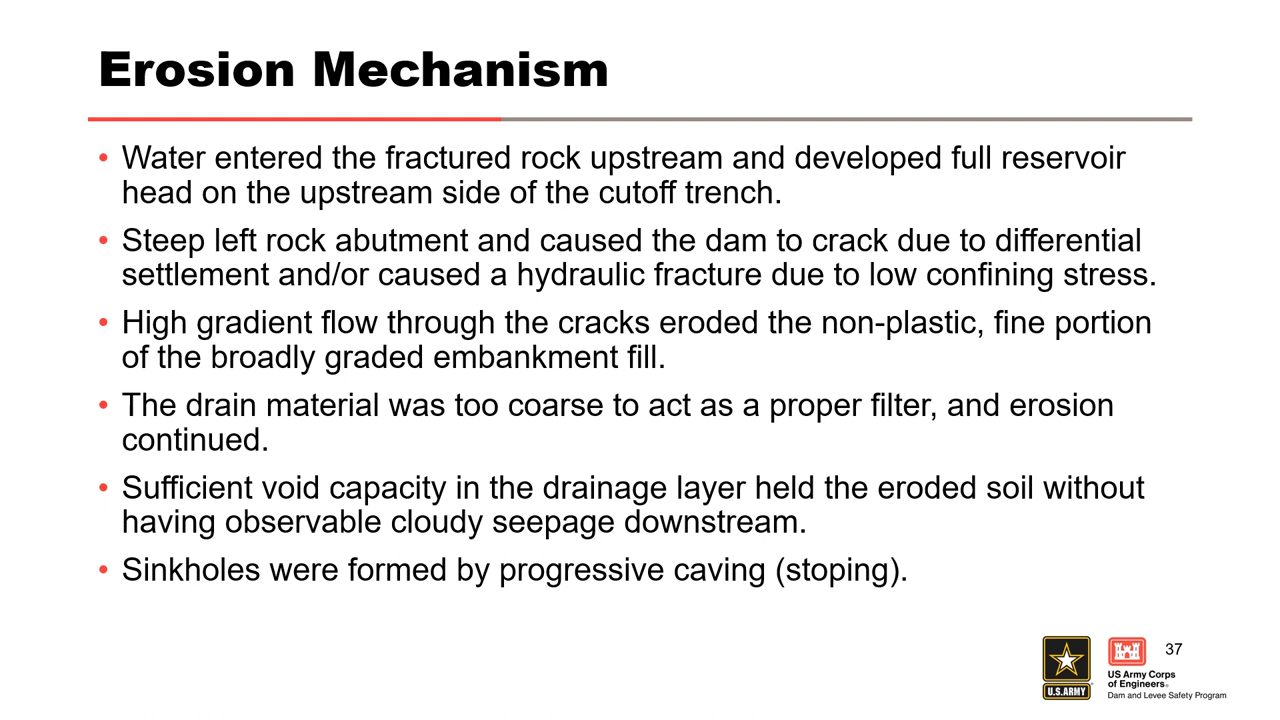 Erosion Mechanism
• Water entered the fractured rock upstream and developed full reservoir
head on the upstream side of the cutoff trench.
• Steep left rock abutment and caused the dam to crack due to differential
settlement and/or caused a hydraulic fracture due to low confining stress.
• High gradient flow through the cracks eroded the non-plastic, fine portion
of the broadly graded embankment fill.
• The drain material was too coarse to act as a proper filter, and erosion
continued.
• Sufficient void capacity in the drainage layer held the eroded soil without
having observable cloudy seepage downstream.
• Sinkholes were formed by progressive caving (stoping).
37
U.S.ARMY
US Army Corps
of Engineers®
Dam and Levee Safety Program